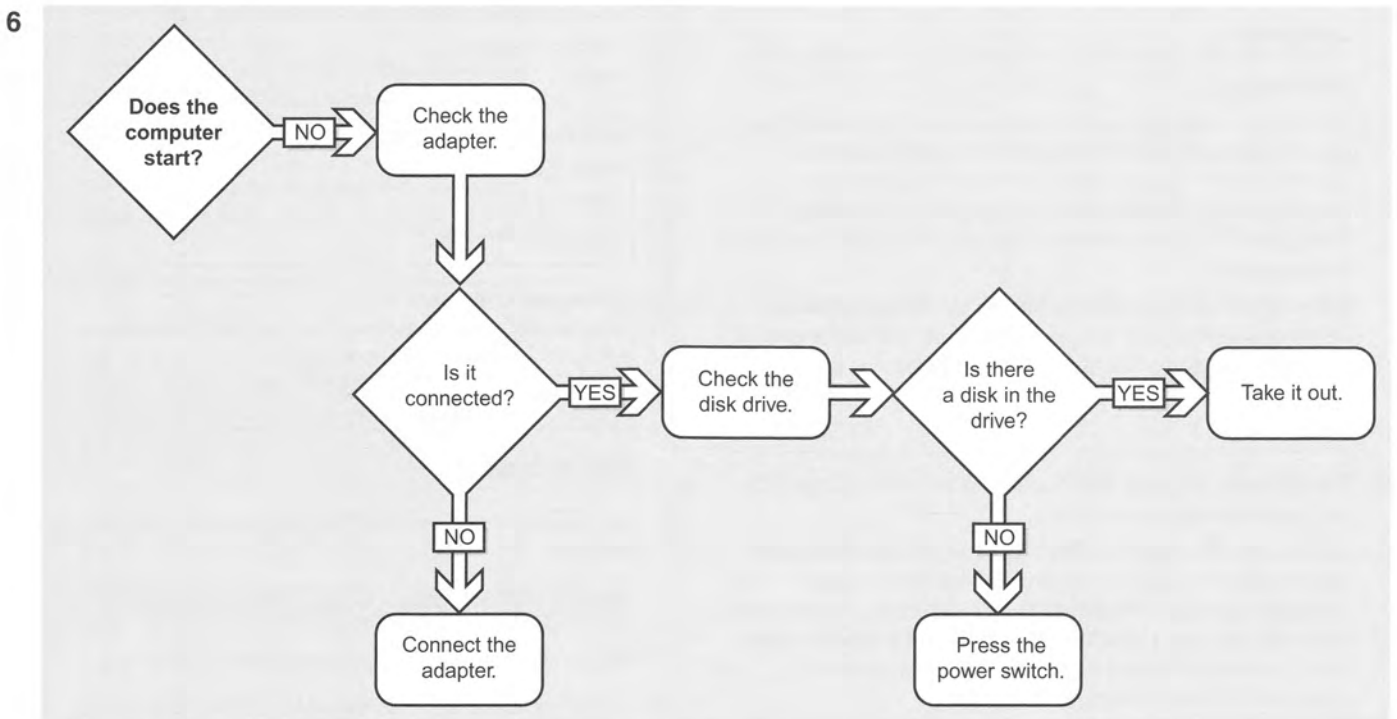 6
Does the
computer
start?
NO
Check the
adapter.
Is it
connected?
YES
Check the
disk drive.
Is there
a disk in the
drive?
YES
Take it out.
NO
Connect the
adapter.
NO
Press the
power switch.